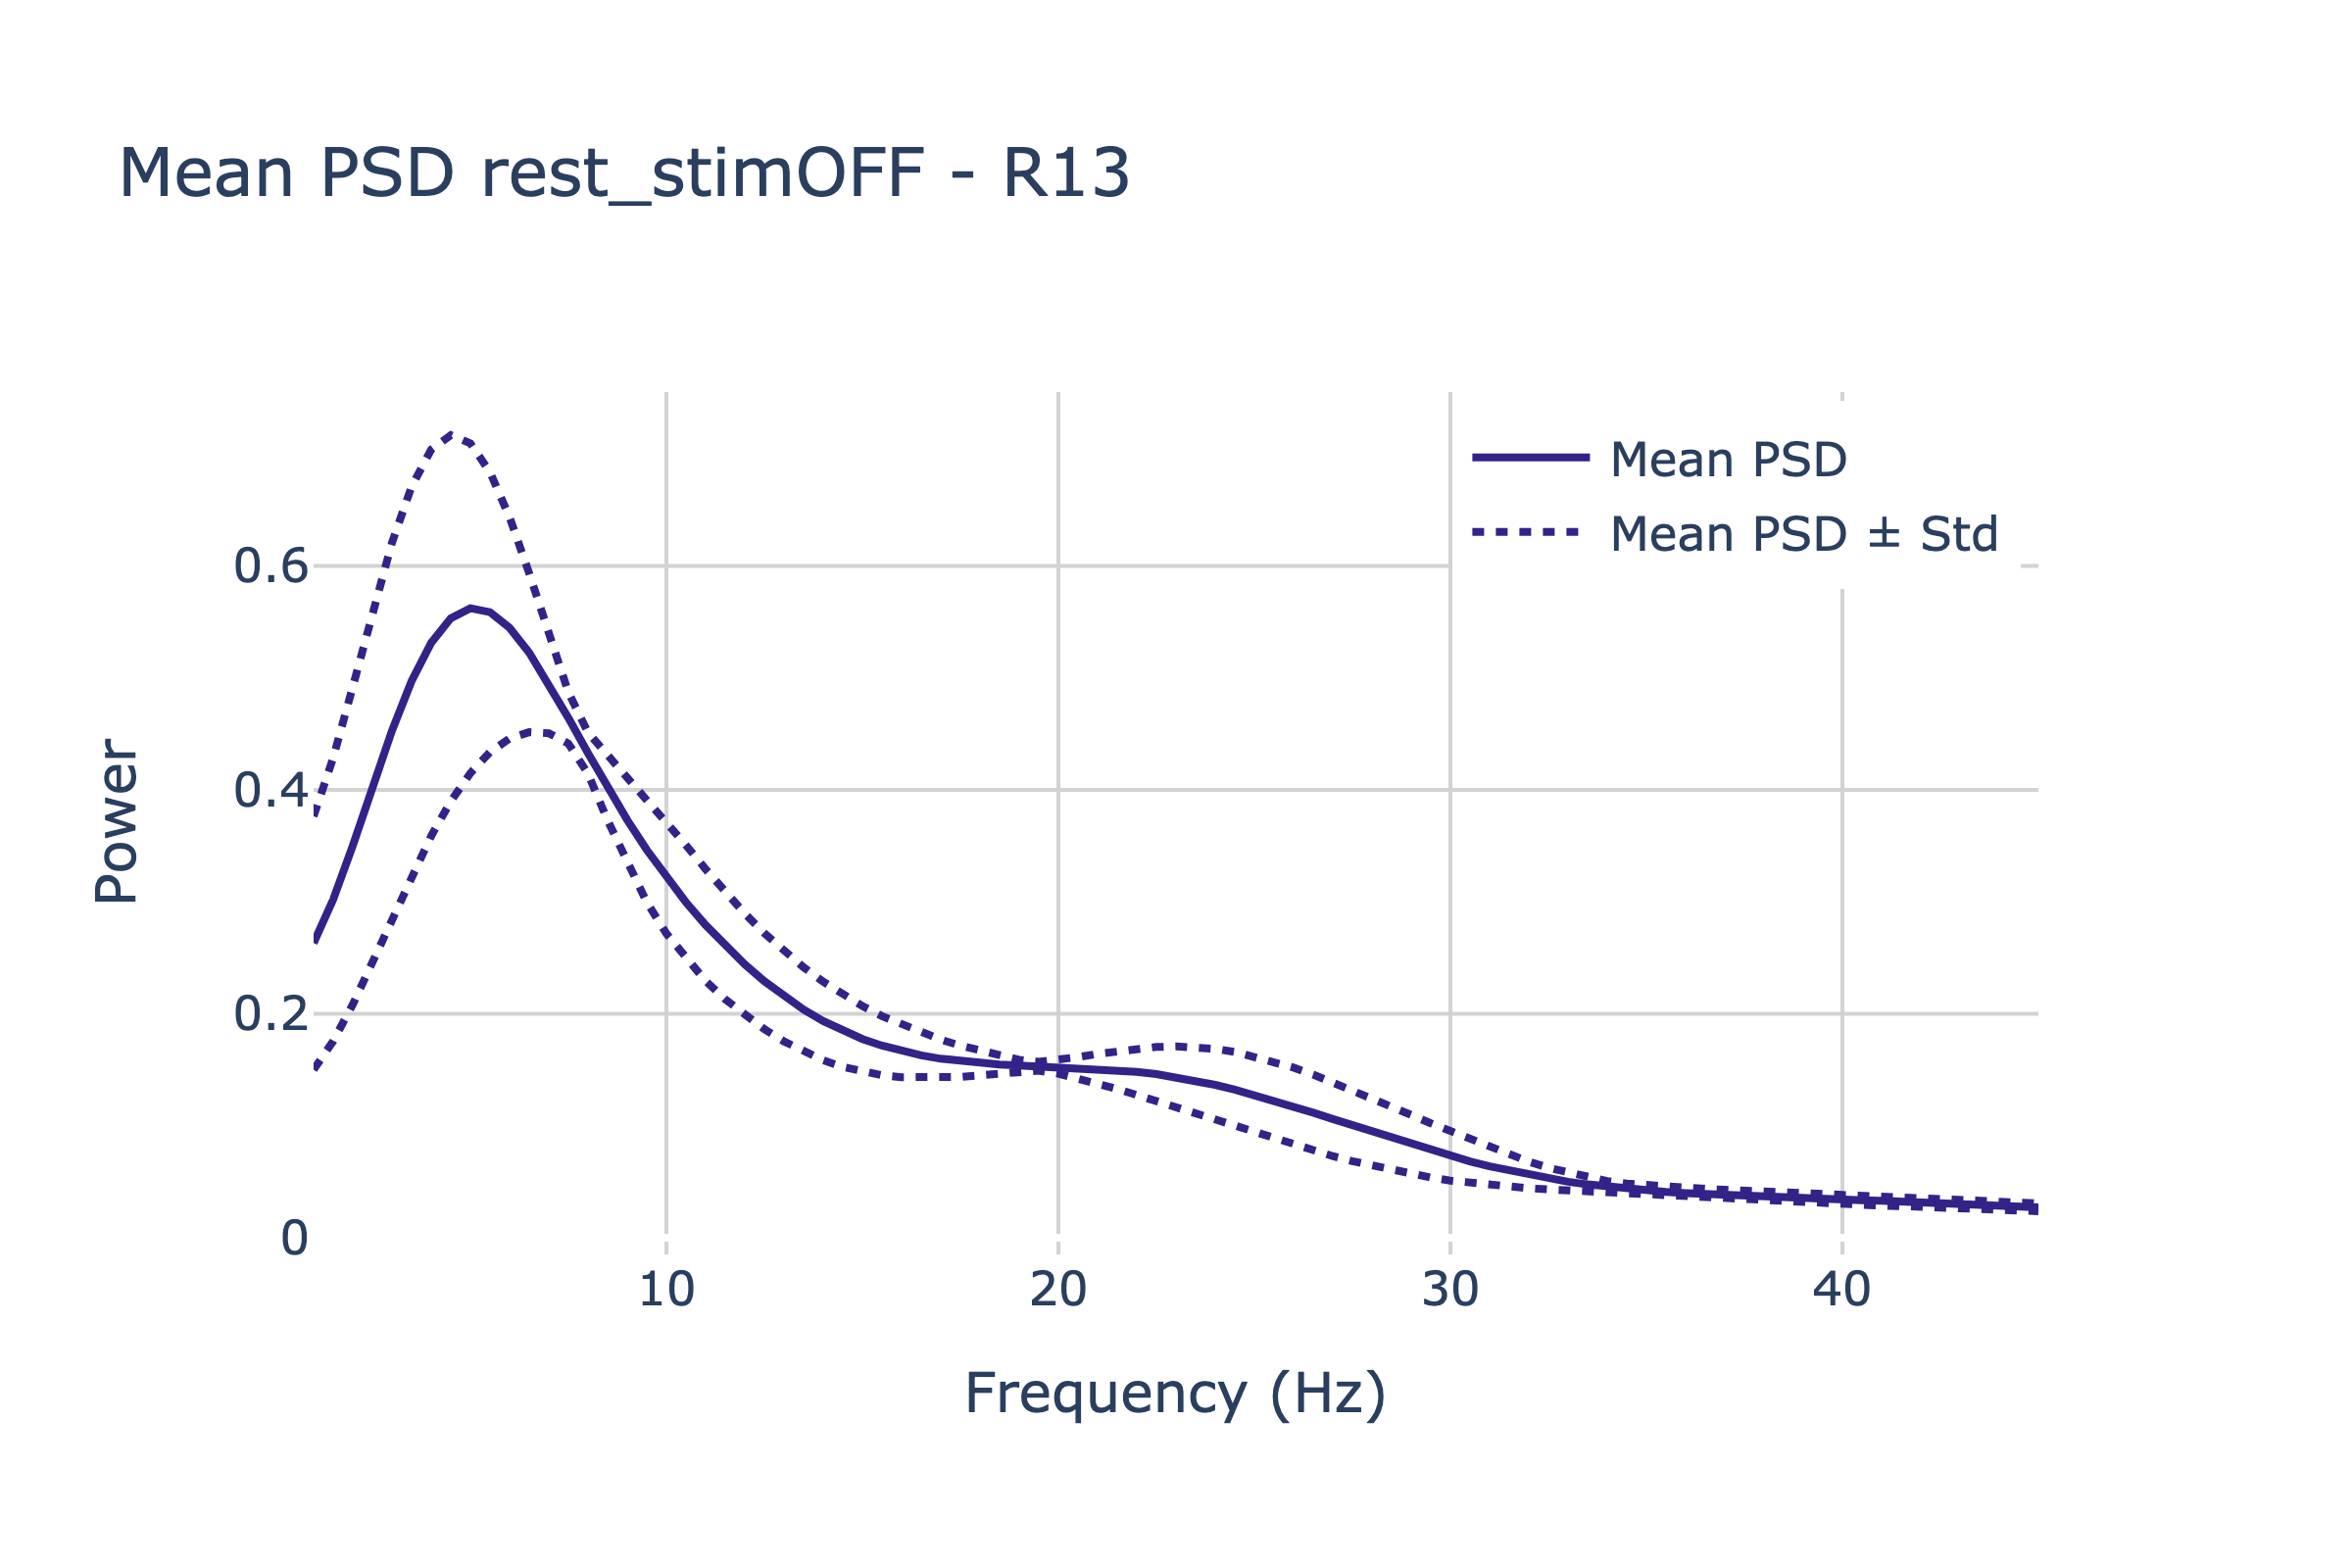 Mean PSD rest_stimOFF - R13
Mean PSD
Mean PSD ± Std
0.6
0.4
0.2
0
Power
10 20 30 40
Frequency (Hz)